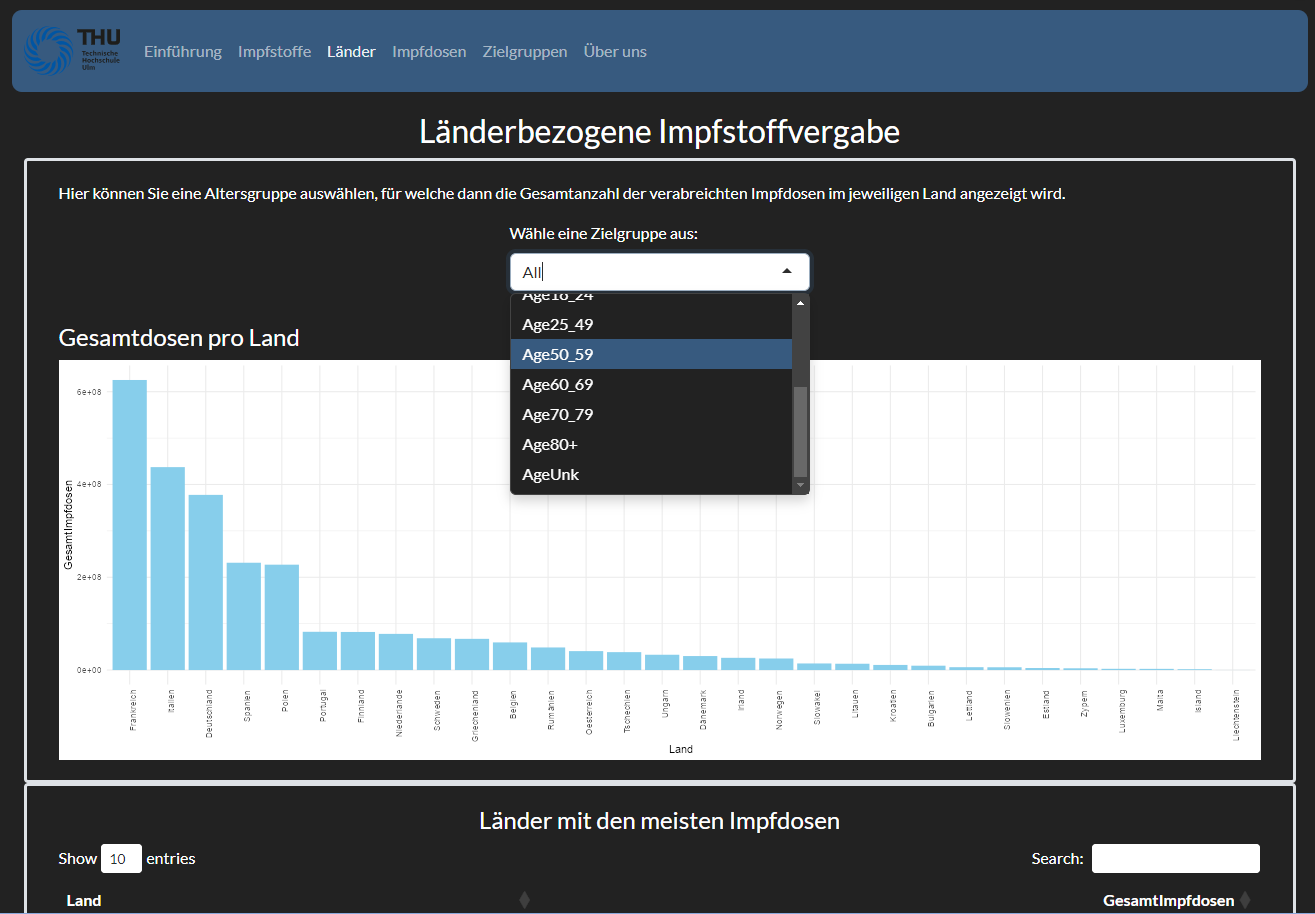 THU
Technische
Hochschule
Ulm
Einführung Impfstoffe Länder Impfdosen Zielgruppen Über uns
Länderbezogene Impfstoffvergabe
Hier können Sie eine Altersgruppe auswählen, für welche dann die Gesamtanzahl der verabreichten Impfdosen im jeweiligen Land angezeigt wird.
Wähle eine Zielgruppe aus:
All
Age18_24
Age25_49
Age50_59
Age60_69
Age70_79
Age80+
AgeUnk
Gesamtdosen pro Land
6e+08
4e+08
2e+08
0e+00
GesamtImpfdosen
Frankreich
Italien
Deutschland
Spanien
Polen
Portugal
Finnland
Niederlande
Schweden
Griechenland
Belgien
Rumänien
Oesterreich
Tschechien
Ungarn
Dänemark
Irland
Norwegen
Slowakei
Litauen
Kroatien
Bulgarien
Lettland
Slowenien
Estland
Zypern
Luxemburg
Malta
Island
Liechtenstein
Land
Länder mit den meisten Impfdosen
Show 10 entries Search:
Land GesamtImpfdosen